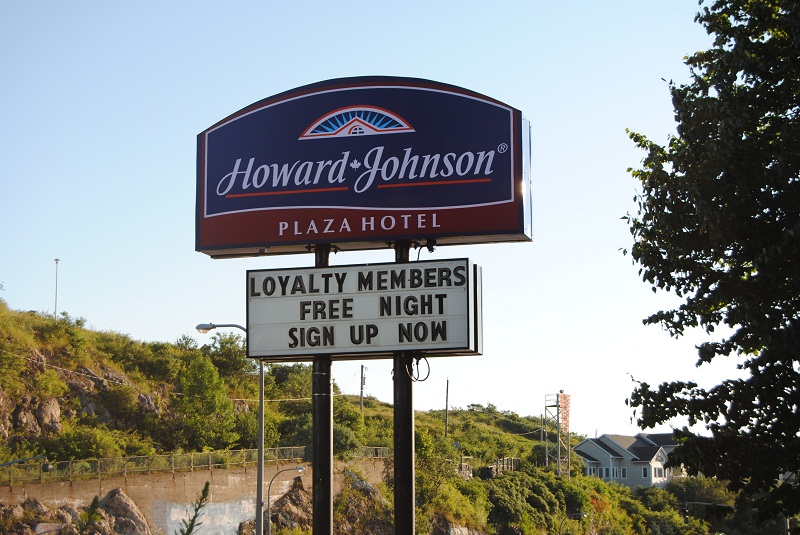 Howard Johnson®
PLAZA HOTEL
LOYALTY MEMBERS
FREE NIGHT
SIGN UP NOW